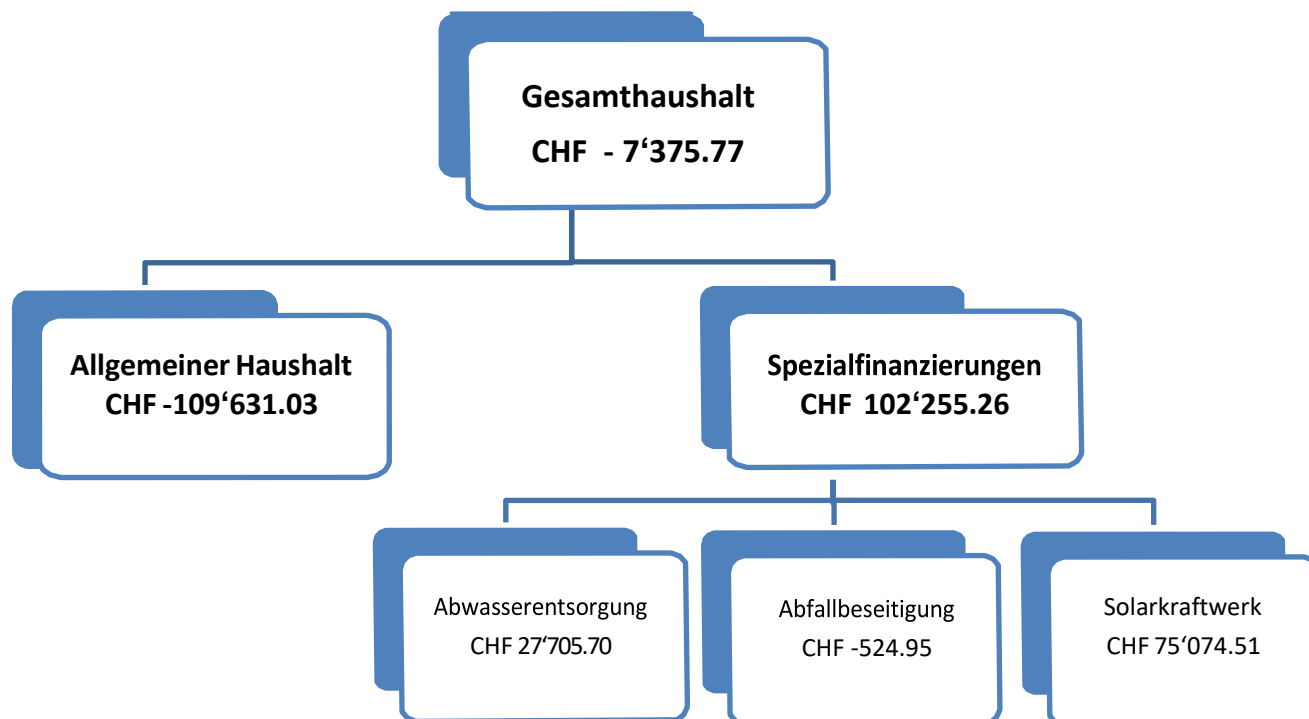 Gesamthaushalt
CHF - 7‘375.77
Allgemeiner Haushalt
CHF -109‘631.03
Spezialfinanzierungen
CHF 102‘255.26
Abwasserentsorgung
CHF 27‘705.70
Abfallbeseitigung
CHF -524.95
Solarkraftwerk
CHF 75‘074.51